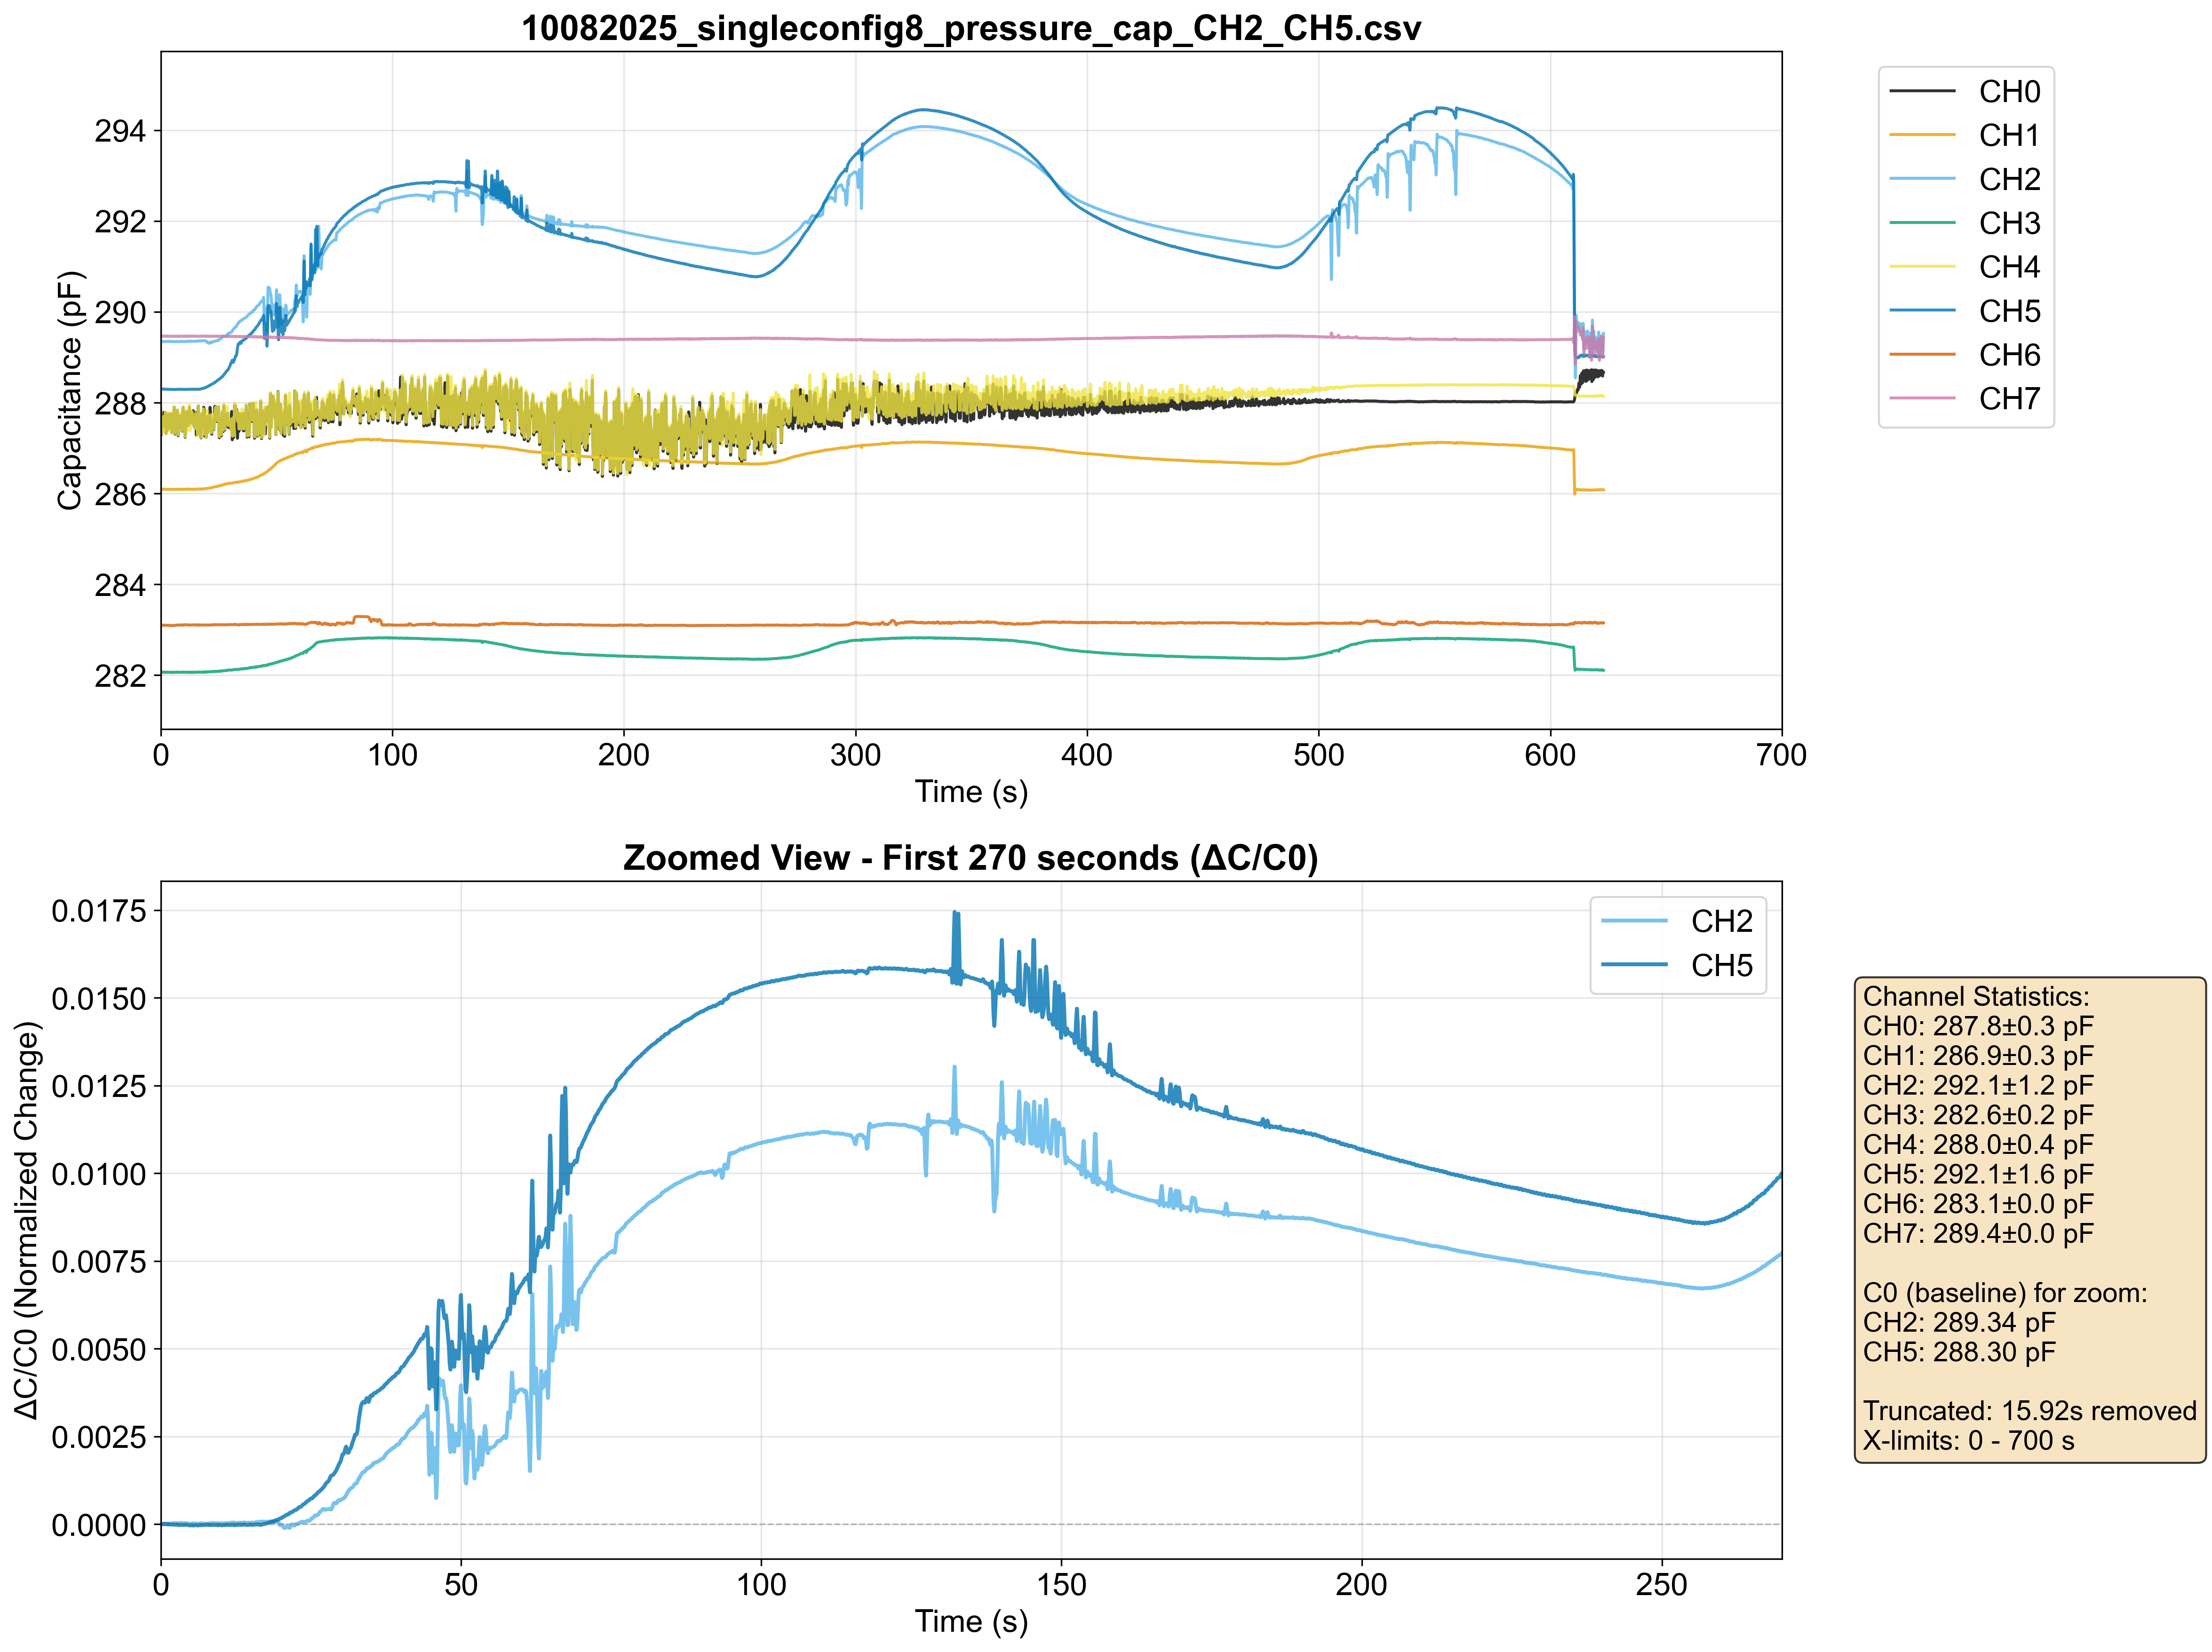 10082025_singleconfig8_pressure_cap_CH2_CH5.csv
Capacitance (pF)
294
292
290
288
286
284
282
0 100 200 300 400 500 600 700
Time (s)
CH0
CH1
CH2
CH3
CH4
CH5
CH6
CH7
Zoomed View - First 270 seconds (ΔC/C0)
ΔC/C0 (Normalized Change)
0.0175
0.0150
0.0125
0.0100
0.0075
0.0050
0.0025
0.0000
0 50 100 150 200 250
Time (s)
CH2
CH5
Channel Statistics:
CH0: 287.8±0.3 pF
CH1: 286.9±0.3 pF
CH2: 292.1±1.2 pF
CH3: 282.6±0.2 pF
CH4: 288.0±0.4 pF
CH5: 292.1±1.6 pF
CH6: 283.1±0.0 pF
CH7: 289.4±0.0 pF
C0 (baseline) for zoom:
CH2: 289.34 pF
CH5: 288.30 pF
Truncated: 15.92s removed
X-limits: 0 - 700 s